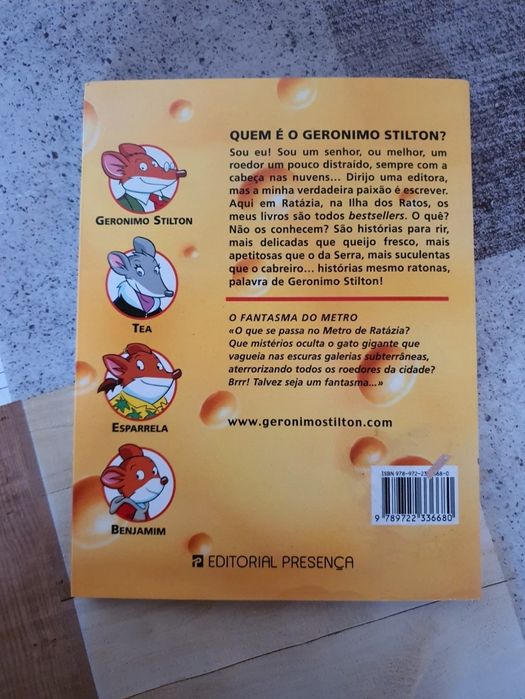 QUEM É O GERONIMO STILTON?
Sou eu! Sou um senhor, ou melhor, um
roedor um pouco distraído, sempre com a
cabeça nas nuvens... Dirijo uma editora,
mas a minha verdadeira paixão é escrever.
Aqui em Ratázia, na Ilha dos Ratos, os
meus livros são todos bestsellers. O quê?
Não os conhecem? São histórias para rir,
mais delicadas que queijo fresco, mais
apetitosas que o da Serra, mais suculentas
que o cabreiro... histórias mesmo ratonas,
palavra de Geronimo Stilton!
O FANTASMA DO METRO
«O que se passa no Metro de Ratázia?
Que mistérios oculta o gato gigante que
vagueia nas escuras galerias subterrâneas,
aterrorizando todos os roedores da cidade?
Brrr! Talvez seja um fantasma...»
www.geronimostilton.com
GERONIMO STILTON
TEA
ESPARRELA
BENJAMIM
ISBN 978-972-23 68-0
9 789722 336680
EDITORIAL PRESENÇA